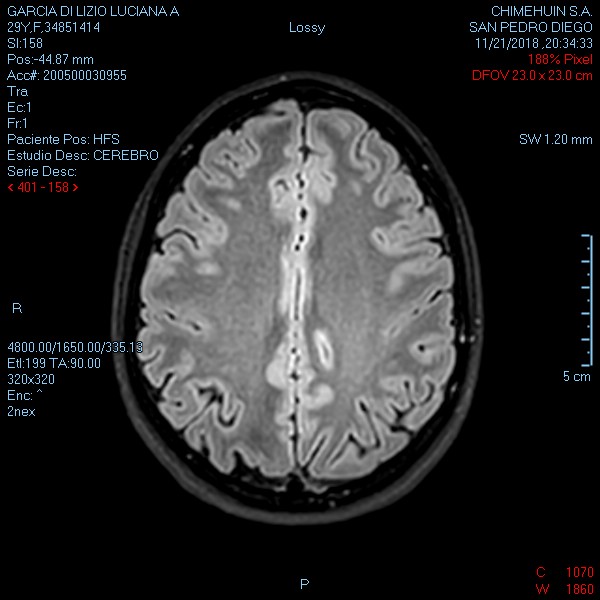 GARCIA DI LIZIO LUCIANA A
29Y,F,34851414
Sl:158
Pos:-44.87 mm
Acc#: 200500030955
Tra
Ec:1
Fr:1
Paciente Pos: HFS
Estudio Desc: CEREBRO
Serie Desc:
< 401 - 158 >
Lossy
CHIMEHUIN S.A.
SAN PEDRO DIEGO
11/21/2018 ,20:34:33
188% Pixel
DFOV 23.0 x 23.0 cm
SW 1.20 mm
R
4800.00/1650.00/335.13
Etl:199 TA:90.00
320x320
Enc: ^
2nex
5 cm
P
C 1070
W 1860